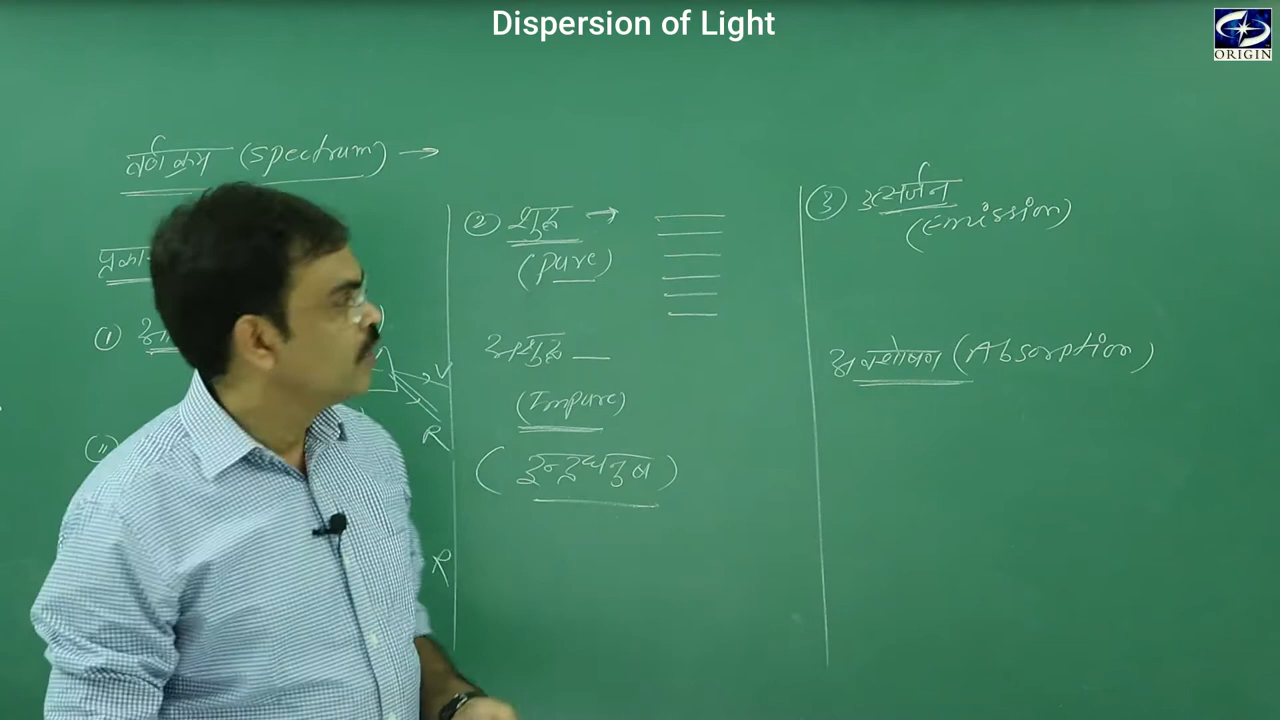 Dispersion of Light
ORIGIN
वर्णक्रम (Spectrum) →
① 
V
R
R
② शुद्ध →
(Pure)
अशुद्ध —
(Impure)
(इन्द्रधनुष)
③ उत्सर्जन
(Emission)
अवशोषण (Absorption)